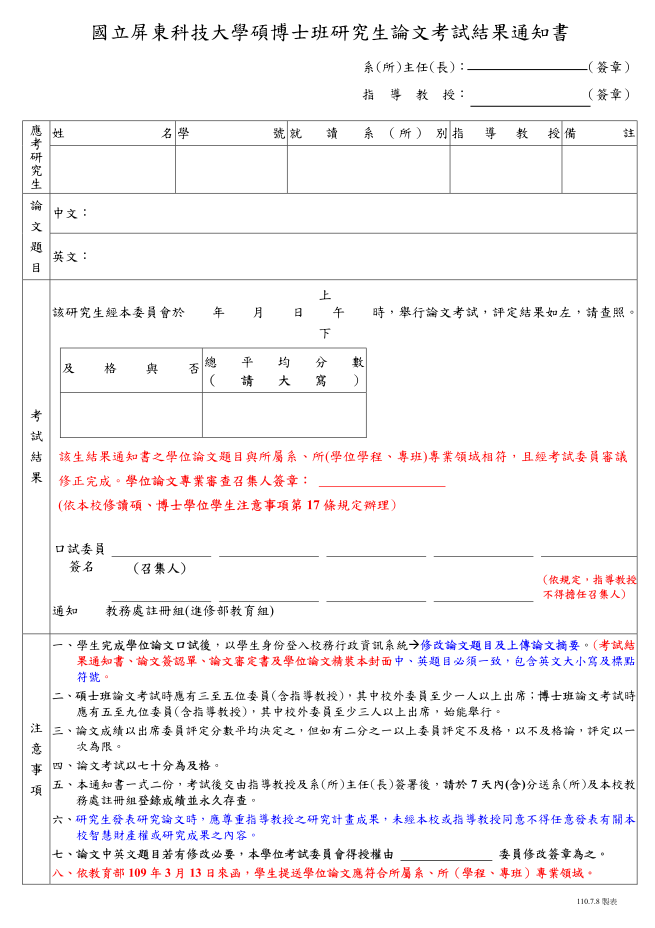 國立屏東科技大學碩博士班研究生論文考試結果通知書
系(所)主任(長)：(簽章)
指導教授：(簽章)
應考研究生
姓名 學號 就讀系（所）別 指導教授 備註
論文題目
中文：
英文：
考試結果
上
該研究生經本委員會於 年 月 日 午 時，舉行論文考試，評定結果如左，請查照。
下
及格與否 總平均分數
（請大寫）
該生結果通知書之學位論文題目與所屬系、所(學位學程、專班)專業領域相符，且經考試委員審議
修正完成。學位論文專業審查召集人簽章：
(依本校修讀碩、博士學位學生注意事項第 17 條規定辦理)
口試委員
簽名 (召集人)
(依規定，指導教授
不得擔任召集人)
通知 教務處註冊組(進修部教育組)
注意事項
一、學生完成學位論文口試後，以學生身份登入校務行政資訊系統→修改論文題目及上傳論文摘要。(考試結
果通知書、論文簽認單、論文審定書及學位論文精裝本封面中、英題目必須一致，包含英文大小寫及標點
符號。
二、碩士班論文考試時應有三至五位委員(含指導教授)，其中校外委員至少一人以上出席；博士班論文考試時
應有五至九位委員(含指導教授)，其中校外委員至少三人以上出席，始能舉行。
三、論文成績以出席委員評定分數平均決定之，但如有二分之一以上委員評定不及格，以不及格論，評定以一
次為限。
四、論文考試以七十分為及格。
五、本通知書一式二份，考試後交由指導教授及系(所)主任(長)簽署後，請於 7 天內(含)分送系(所)及本校教
務處註冊組登錄成績並永久存查。
六、研究生發表研究論文時，應尊重指導教授之研究計畫成果，未經本校或指導教授同意不得任意發表有關本
校智慧財產權或研究成果之內容。
七、論文中英文題目若有修改必要，本學位考試委員會得授權由 委員修改簽章為之。
八、依教育部 109 年 3 月 13 日來函，學生提送學位論文應符合所屬系、所（學程、專班）專業領域。
110.7.8 製表